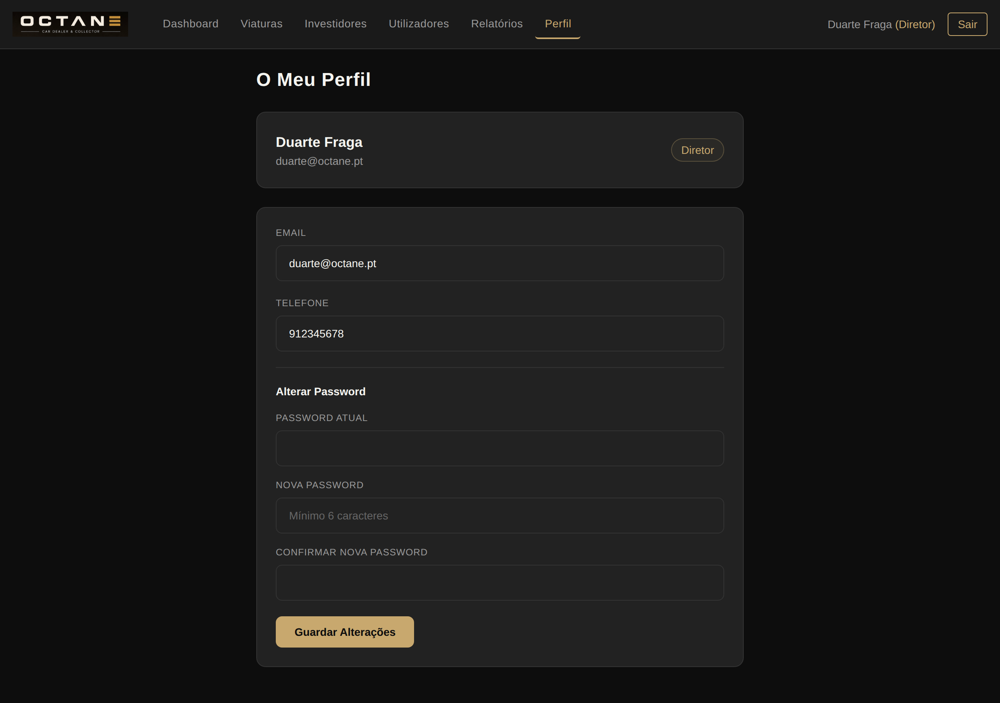 OCTANE
CAR DEALER & COLLECTOR
Dashboard Viaturas Investidores Utilizadores Relatórios Perfil
Duarte Fraga (Diretor) Sair
O Meu Perfil
Duarte Fraga
duarte@octane.pt
Diretor
EMAIL
duarte@octane.pt
TELEFONE
912345678
Alterar Password
PASSWORD ATUAL
NOVA PASSWORD
Mínimo 6 caracteres
CONFIRMAR NOVA PASSWORD
Guardar Alterações